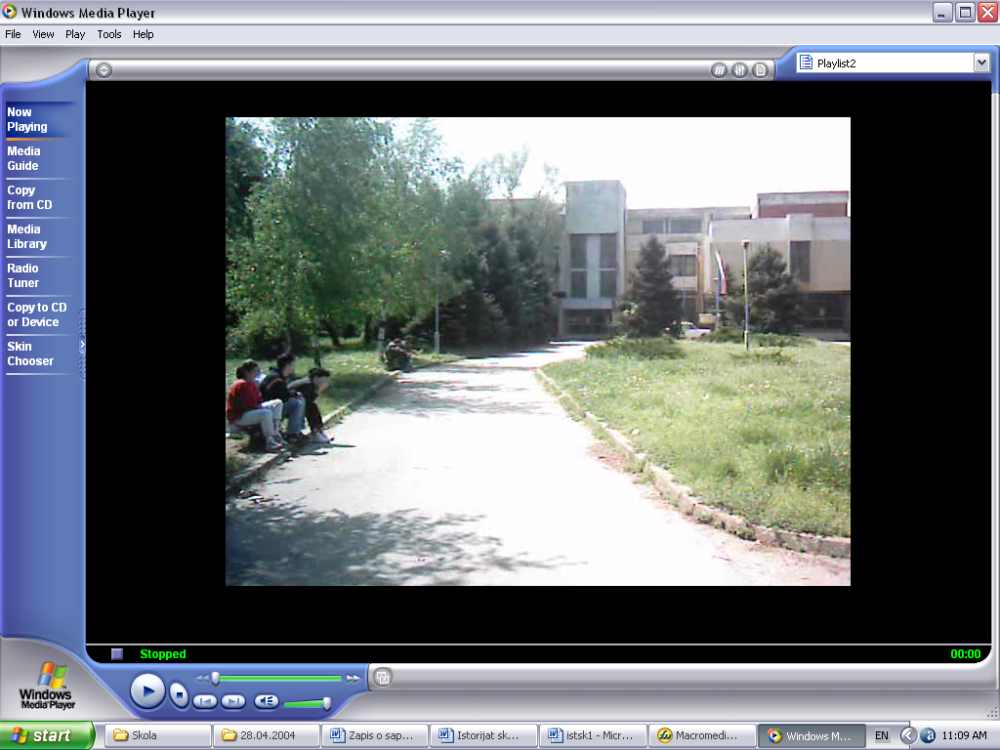 Windows Media Player
File View Play Tools Help
Playlist2
Now
Playing
Media
Guide
Copy
from CD
Media
Library
Radio
Tuner
Copy to CD
or Device
Skin
Chooser
Stopped
00:00
Windows
Media Player
start
Skola
28.04.2004
Zapis o sap...
Istorijat sk...
istsk1 - Micr...
Macromedi...
Windows M...
EN
11:09 AM